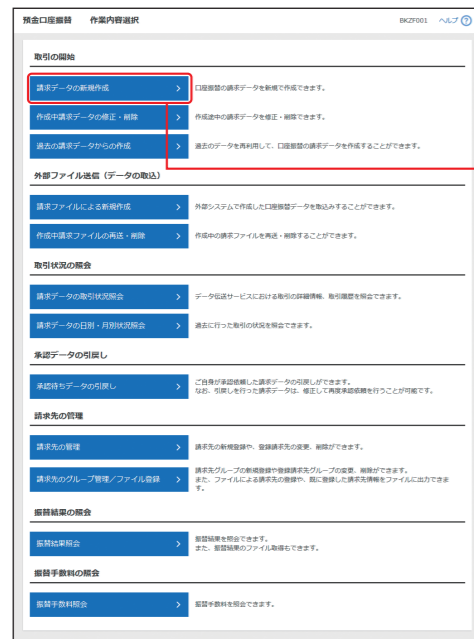 預金口座振替　作業内容選択
BKZF001 ヘルプ ?
取引の開始
請求データの新規作成 >
口座振替の請求データを新規で作成できます。
作成中請求データの修正・削除 >
作成途中の請求データを修正・削除できます。
過去の請求データからの作成 >
過去のデータを再利用して、口座振替の請求データを作成することができます。
外部ファイル送信（データの取込）
請求ファイルによる新規作成 >
外部システムで作成した口座振替データを取込みすることができます。
作成中請求ファイルの再送・削除 >
作成中の請求ファイルを再送・削除することができます。
取引状況の照会
請求データの取引状況照会 >
データ伝送サービスにおける取引の詳細情報、取引履歴を照会できます。
請求データの日別・月別状況照会 >
過去に行った取引の状況を照会できます。
承認データの引戻し
承認待ちデータの引戻し >
ご自身が承認依頼した請求データの引戻しができます。
なお、引戻しを行った請求データは、修正して再度承認依頼を行うことが可能です。
請求先の管理
請求先の管理 >
請求先の新規登録や、登録請求先の変更、削除ができます。
請求先のグループ管理／ファイル登録 >
請求先グループの新規登録や登録請求先グループの変更、削除ができます。
また、ファイルによる請求先の登録や、既に登録した請求先情報をファイルに出力できま
す。
振替結果の照会
振替結果照会 >
振替結果を照会できます。
また、振替結果のファイル取得もできます。
振替手数料の照会
振替手数料照会 >
振替手数料を照会できます。